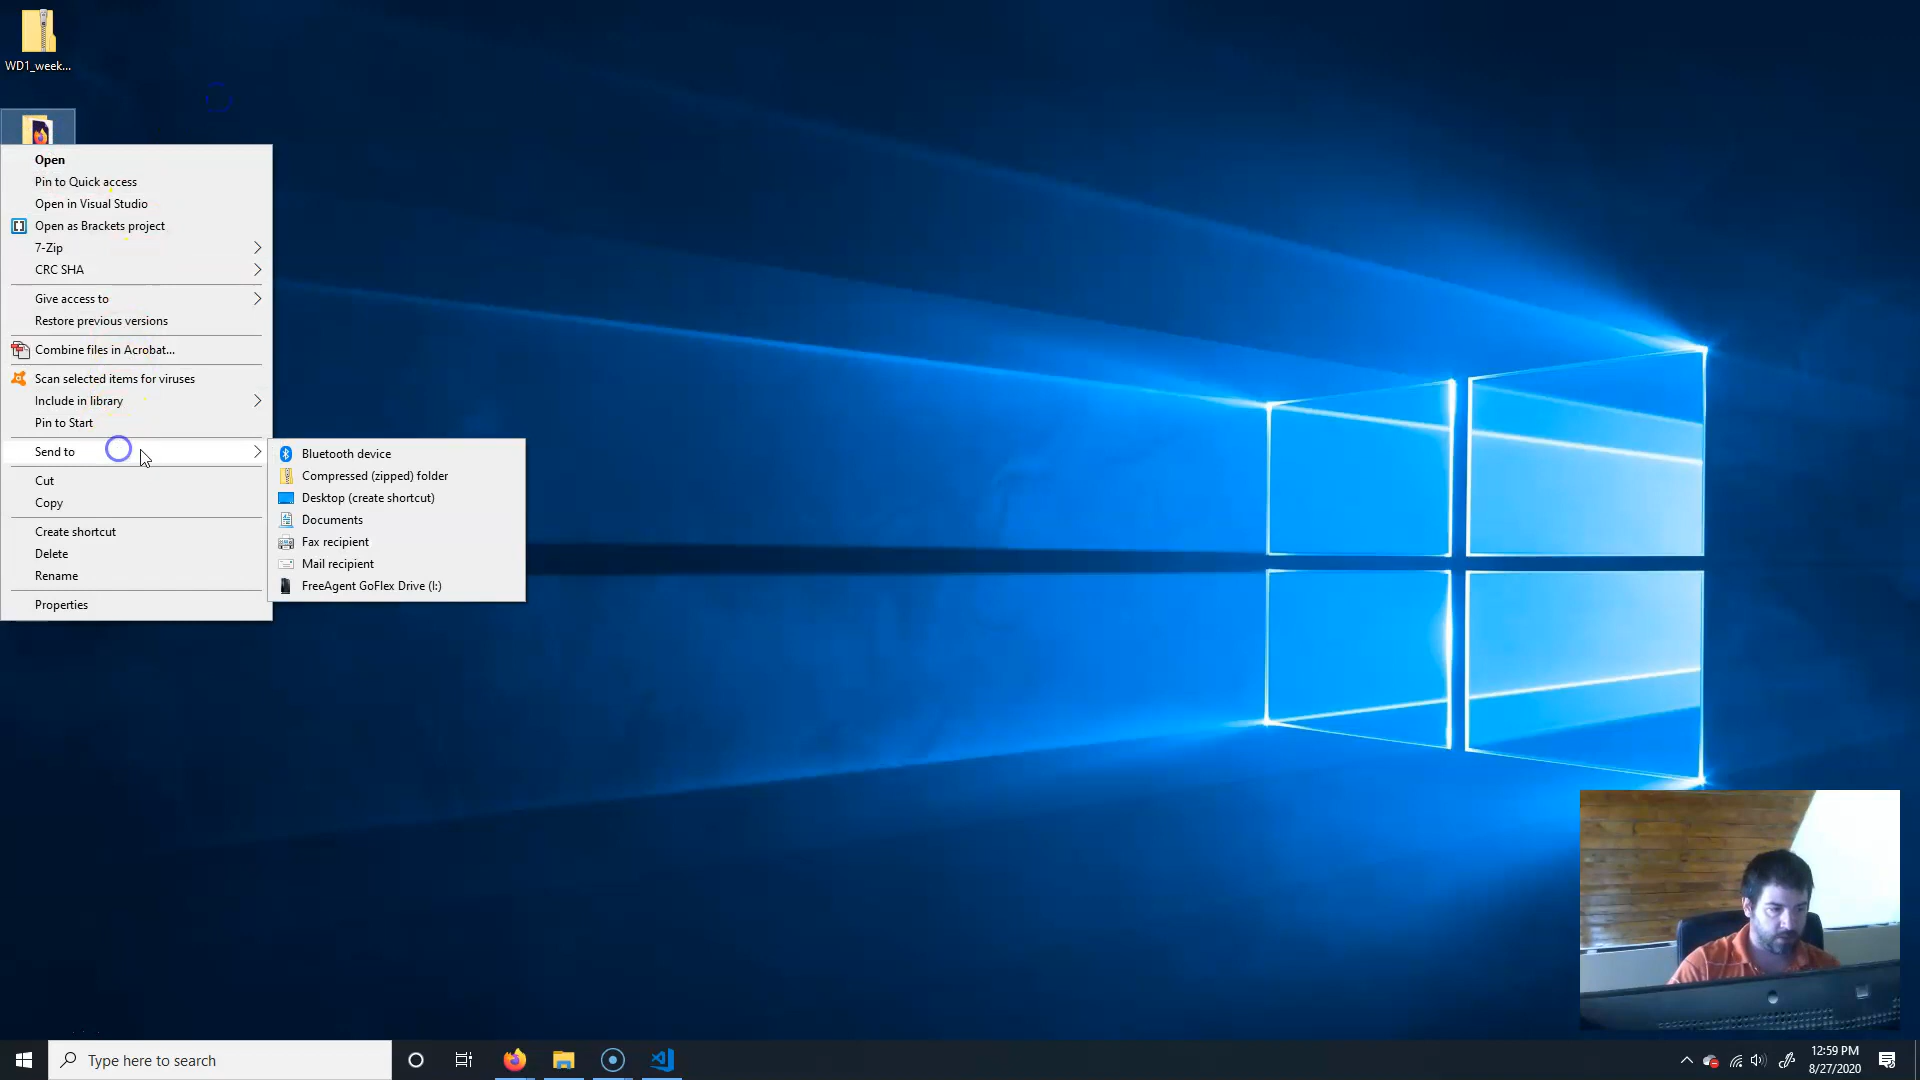 WD1_week...
Open
Pin to Quick access
Open in Visual Studio
Open as Brackets project
7-Zip
CRC SHA
Give access to
Restore previous versions
Combine files in Acrobat...
Scan selected items for viruses
Include in library
Pin to Start
Send to
Cut
Copy
Create shortcut
Delete
Rename
Properties
Bluetooth device
Compressed (zipped) folder
Desktop (create shortcut)
Documents
Fax recipient
Mail recipient
FreeAgent GoFlex Drive (I:)
Type here to search
12:59 PM
8/27/2020